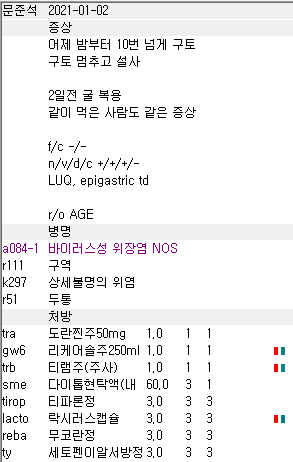 문준석 2021-01-02
증상
어제 밤부터 10번 넘게 구토
구토 멈추고 설사
2일전 굴 복용
같이 먹은 사람도 같은 증상
f/c -/-
n/v/d/c +/+/+/-
LUQ, epigastric td
r/o AGE
병명
a084-1 바이러스성 위장염 NOS
r111 구역
k297 상세불명의 위염
r51 두통
처방
tra 도란진주50mg 1,0 1 1
gw6 리케어솔주250ml 1,0 1 1
trb 티램주(주사) 1,0 1 1
sme 다이톱현탁액(내 60,0 3 1
tirop 티파론정 3,0 3 3
lacto 락시러스캡슐 3,0 3 3
reba 무코란정 3,0 3 3
ty 세토펜이알서방정 3,0 3 3